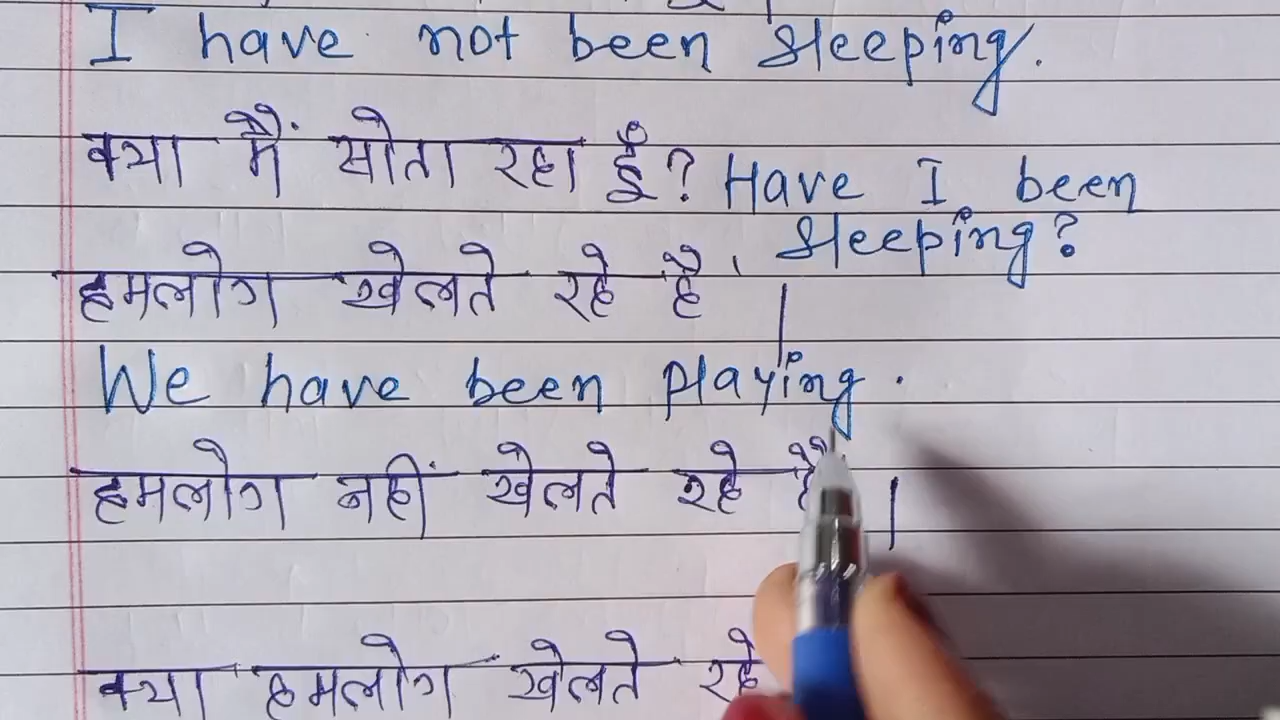 I have not been sleeping.
क्या मैं सोता रहा हूँ? Have I been
sleeping?
हमलोग खेलते रहे है ।
We have been playing.
हमलोग नहीं खेलते रहे है ।
क्या हमलोग खेलते रहे